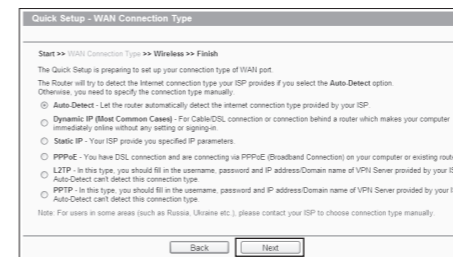 Quick Setup - WAN Connection Type
Start >> WAN Connection Type >> Wireless >> Finish
The Quick Setup is preparing to set up your connection type of WAN port.
The Router will try to detect the Internet connection type your ISP provides if you select the Auto-Detect option.
Otherwise, you need to specify the connection type manually.
Auto-Detect - Let the router automatically detect the internet connection type provided by your ISP.
Dynamic IP (Most Common Cases) - For Cable/DSL connection or connection behind a router which makes your computer
immediately online without any setting or signing-in.
Static IP - Your ISP provide you specified IP parameters.
PPPoE - You have DSL connection and are connecting via PPPoE (Broadband Connection) on your computer or existing
L2TP - In this type, you should fill in the username, password and IP address/Domain name of VPN Server provided by your
Auto-Detect can't detect this connection type.
PPTP - In this type, you should fill in the username, password and IP address/Domain name of VPN Server provided by your
Auto-Detect can't detect this connection type.
Note: For users in some areas (such as Russia, Ukraine etc.), please contact your ISP to choose connection type manually.
Back
Next